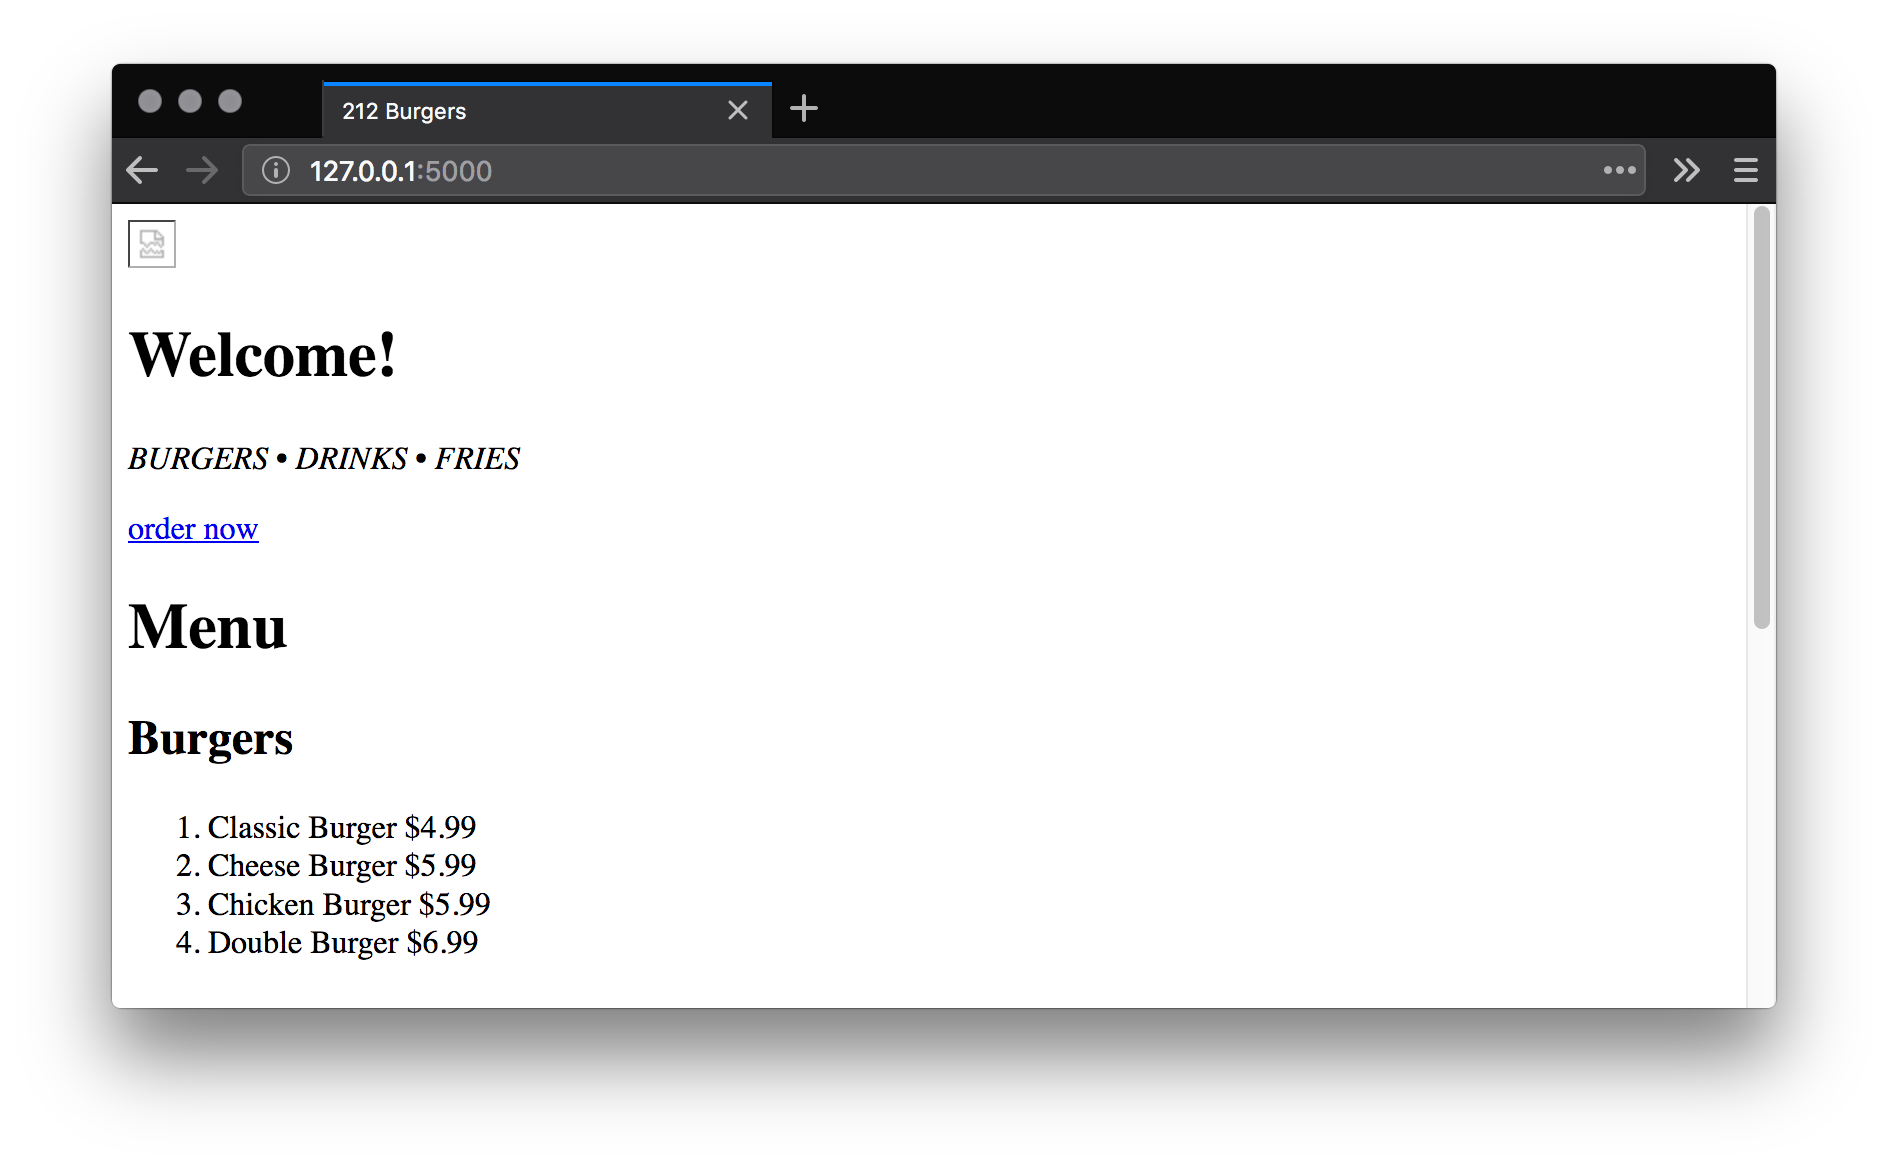 212 Burgers
127.0.0.1:5000
Welcome!
BURGERS • DRINKS • FRIES
order now
Menu
Burgers
1. Classic Burger $4.99
2. Cheese Burger $5.99
3. Chicken Burger $5.99
4. Double Burger $6.99